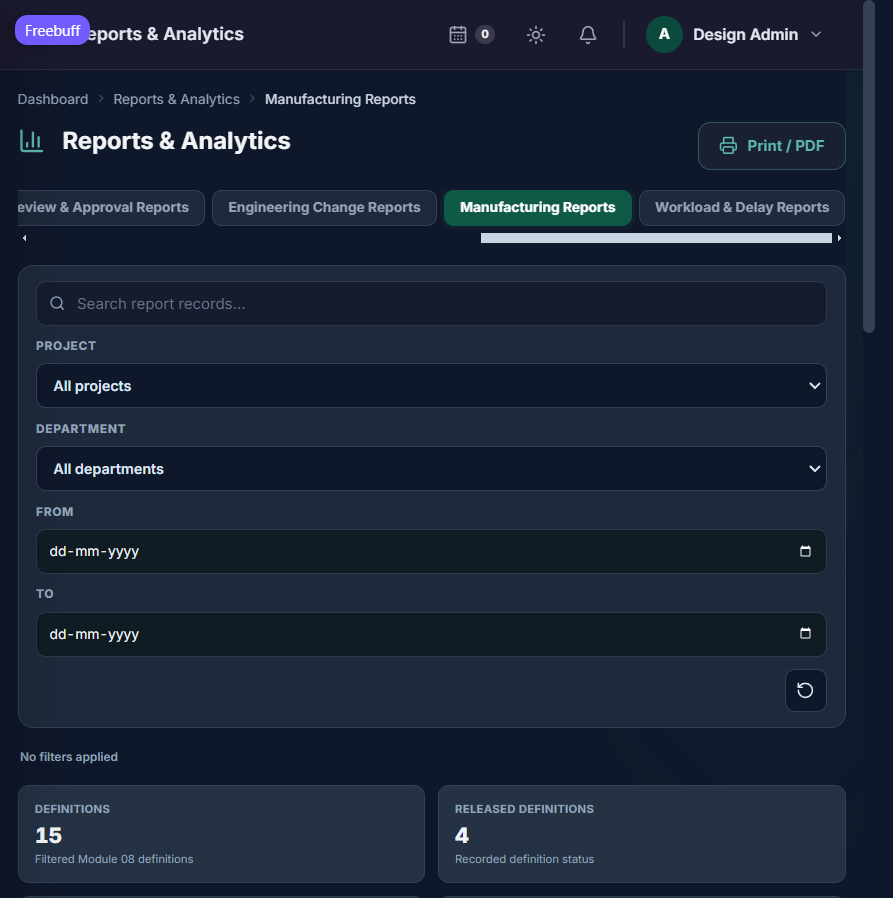 Freebuff
eports & Analytics
0
A
Design Admin
Dashboard
Reports & Analytics
Manufacturing Reports
Reports & Analytics
Print / PDF
eview & Approval Reports
Engineering Change Reports
Manufacturing Reports
Workload & Delay Reports
Search report records...
PROJECT
All projects
DEPARTMENT
All departments
FROM
dd-mm-yyyy
TO
dd-mm-yyyy
No filters applied
DEFINITIONS
15
Filtered Module 08 definitions
RELEASED DEFINITIONS
4
Recorded definition status